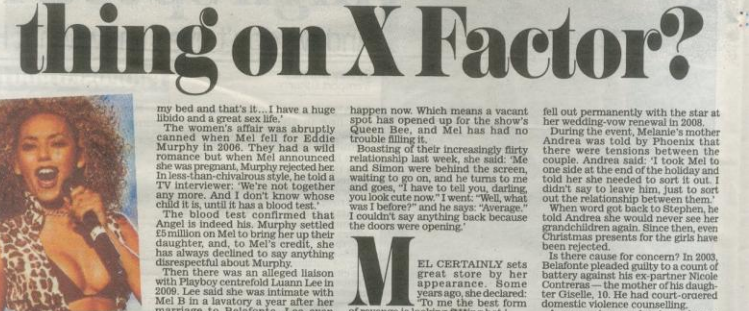 thing on X Factor?
my bed and that's it... I have a huge
libido and a great sex life.'
The women's affair was abruptly
canned when Mel fell for Eddie
Murphy in 2006. They had a wild
romance but when Mel announced
she was pregnant, Murphy rejected her.
In less-than-chivalrous style, he told a
TV interviewer: 'We're not together
any more. And I don't know whose
child it is, until it has a blood test.'
The blood test confirmed that
Angel is indeed his. Murphy settled
£5 million on Mel to bring up their
daughter, and, to Mel's credit, she
has always declined to say anything
disrespectful about Murphy.
Then there was an alleged liaison
with Playboy centrefold Luann Lee in
2009. Lee said she was intimate with
Mel B in a lavatory a year after her
marriage to Belafonte. Lee even
happen now. Which means a vacant
spot has opened up for the show's
Queen Bee, and Mel has had no
trouble filling it.
Boasting of their increasingly flirty
relationship last week, she said: 'Me
and Simon were behind the screen,
waiting to go on, and he turns to me
and goes, "I have to tell you, darling,
you look cute now." I went: "Well, what
was I before?" and he says: "Average."
I couldn't say anything back because
the doors were opening.'
MEL CERTAINLY sets
great store by her
appearance. Some
years ago, she declared:
'To me the best form
of revenge is looking
fell out permanently with the star at
her wedding-vow renewal in 2008.
During the event, Melanie's mother
Andrea was told by Phoenix that
there were tensions between the
couple. Andrea said: 'I took Mel to
one side at the end of the holiday and
told her she needed to sort it out. I
didn't say to leave him, just to sort
out the relationship between them.'
When word got back to Stephen, he
told Andrea she would never see her
grandchildren again. Since then, even
Christmas presents for the girls have
been rejected.
Is there cause for concern? In 2003,
Belafonte pleaded guilty to a count of
battery against his ex-partner Nicole
Contreras — the mother of his daugh-
ter Giselle, 10. He had court-ordered
domestic violence counselling.